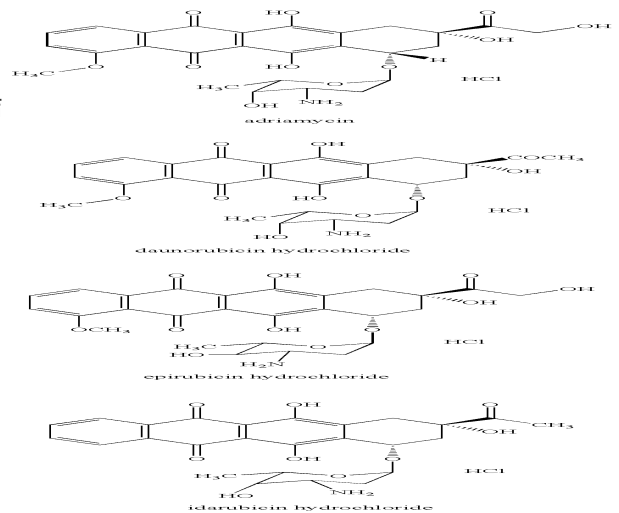 O HO O OH
OH
H
H₃C O O HO O HCl
H₃C O
OH NH₂
adriamycin
O OH
COCH₃
OH
H₃C O O HO O HCl
H₃C O
HO NH₂
daunorubicin hydrochloride
O OH O OH
OH
OCH₃ O OH O HCl
H₃C O
HO
H₂N
epirubicin hydrochloride
O OH O
CH₃
OH
O OH O HCl
H₃C O
HO NH₂
idarubicin hydrochloride